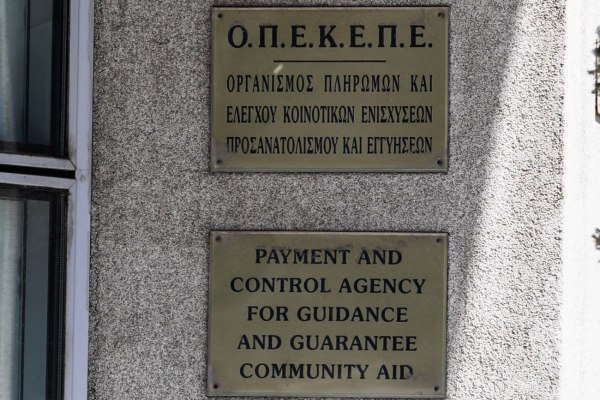 Ο.Π.Ε.Κ.Ε.Π.Ε.
ΟΡΓΑΝΙΣΜΟΣ ΠΛΗΡΩΜΩΝ ΚΑΙ
ΕΛΕΓΧΟΥ ΚΟΙΝΟΤΙΚΩΝ ΕΝΙΣΧΥΣΕΩΝ
ΠΡΟΣΑΝΑΤΟΛΙΣΜΟΥ ΚΑΙ ΕΓΓΥΗΣΕΩΝ
PAYMENT AND
CONTROL AGENCY
FOR GUIDANCE
AND GUARANTEE
COMMUNITY AID